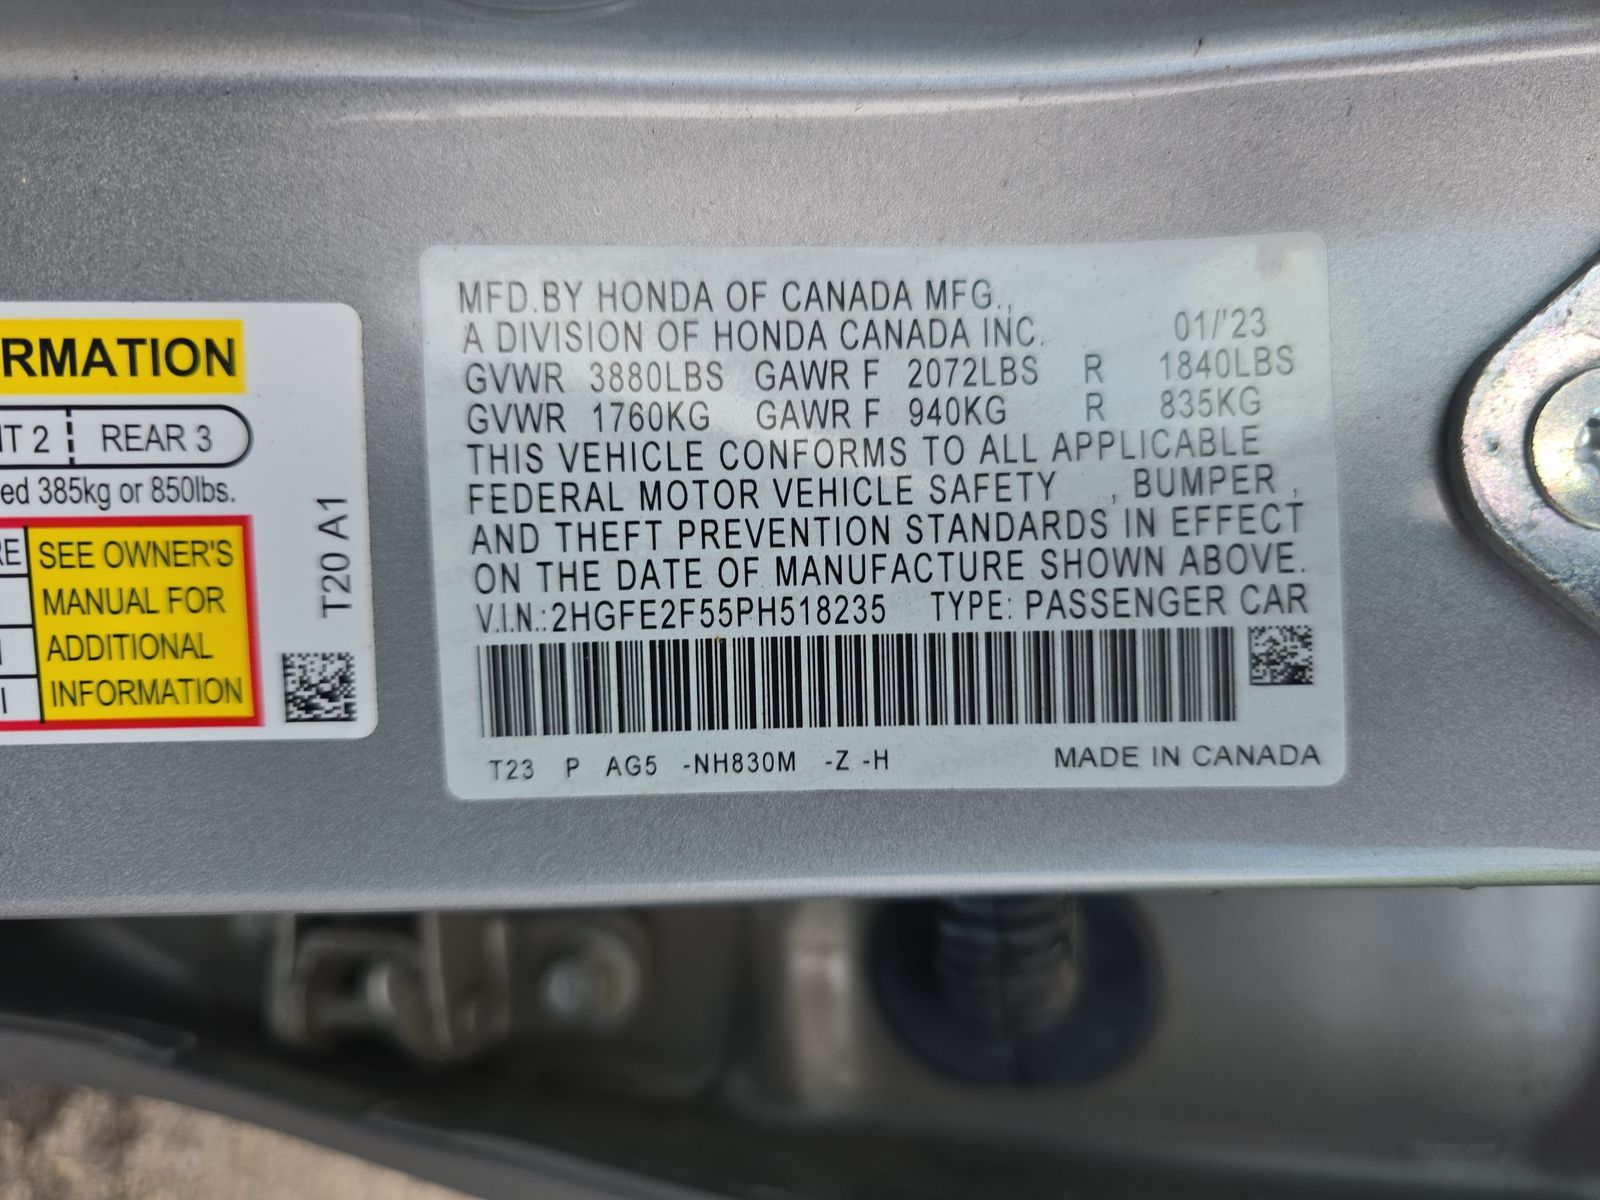 RMATION
T 2 REAR 3
ed 385kg or 850lbs.
RE SEE OWNER'S
MANUAL FOR
ADDITIONAL
INFORMATION
T20 A1
MFD.BY HONDA OF CANADA MFG.,
A DIVISION OF HONDA CANADA INC. 01/'23
GVWR 3880LBS GAWR F 2072LBS R 1840LBS
GVWR 1760KG GAWR F 940KG R 835KG
THIS VEHICLE CONFORMS TO ALL APPLICABLE
FEDERAL MOTOR VEHICLE SAFETY , BUMPER ,
AND THEFT PREVENTION STANDARDS IN EFFECT
ON THE DATE OF MANUFACTURE SHOWN ABOVE.
V.I.N.:2HGFE2F55PH518235 TYPE: PASSENGER CAR
T23 P AG5 -NH830M -Z -H MADE IN CANADA